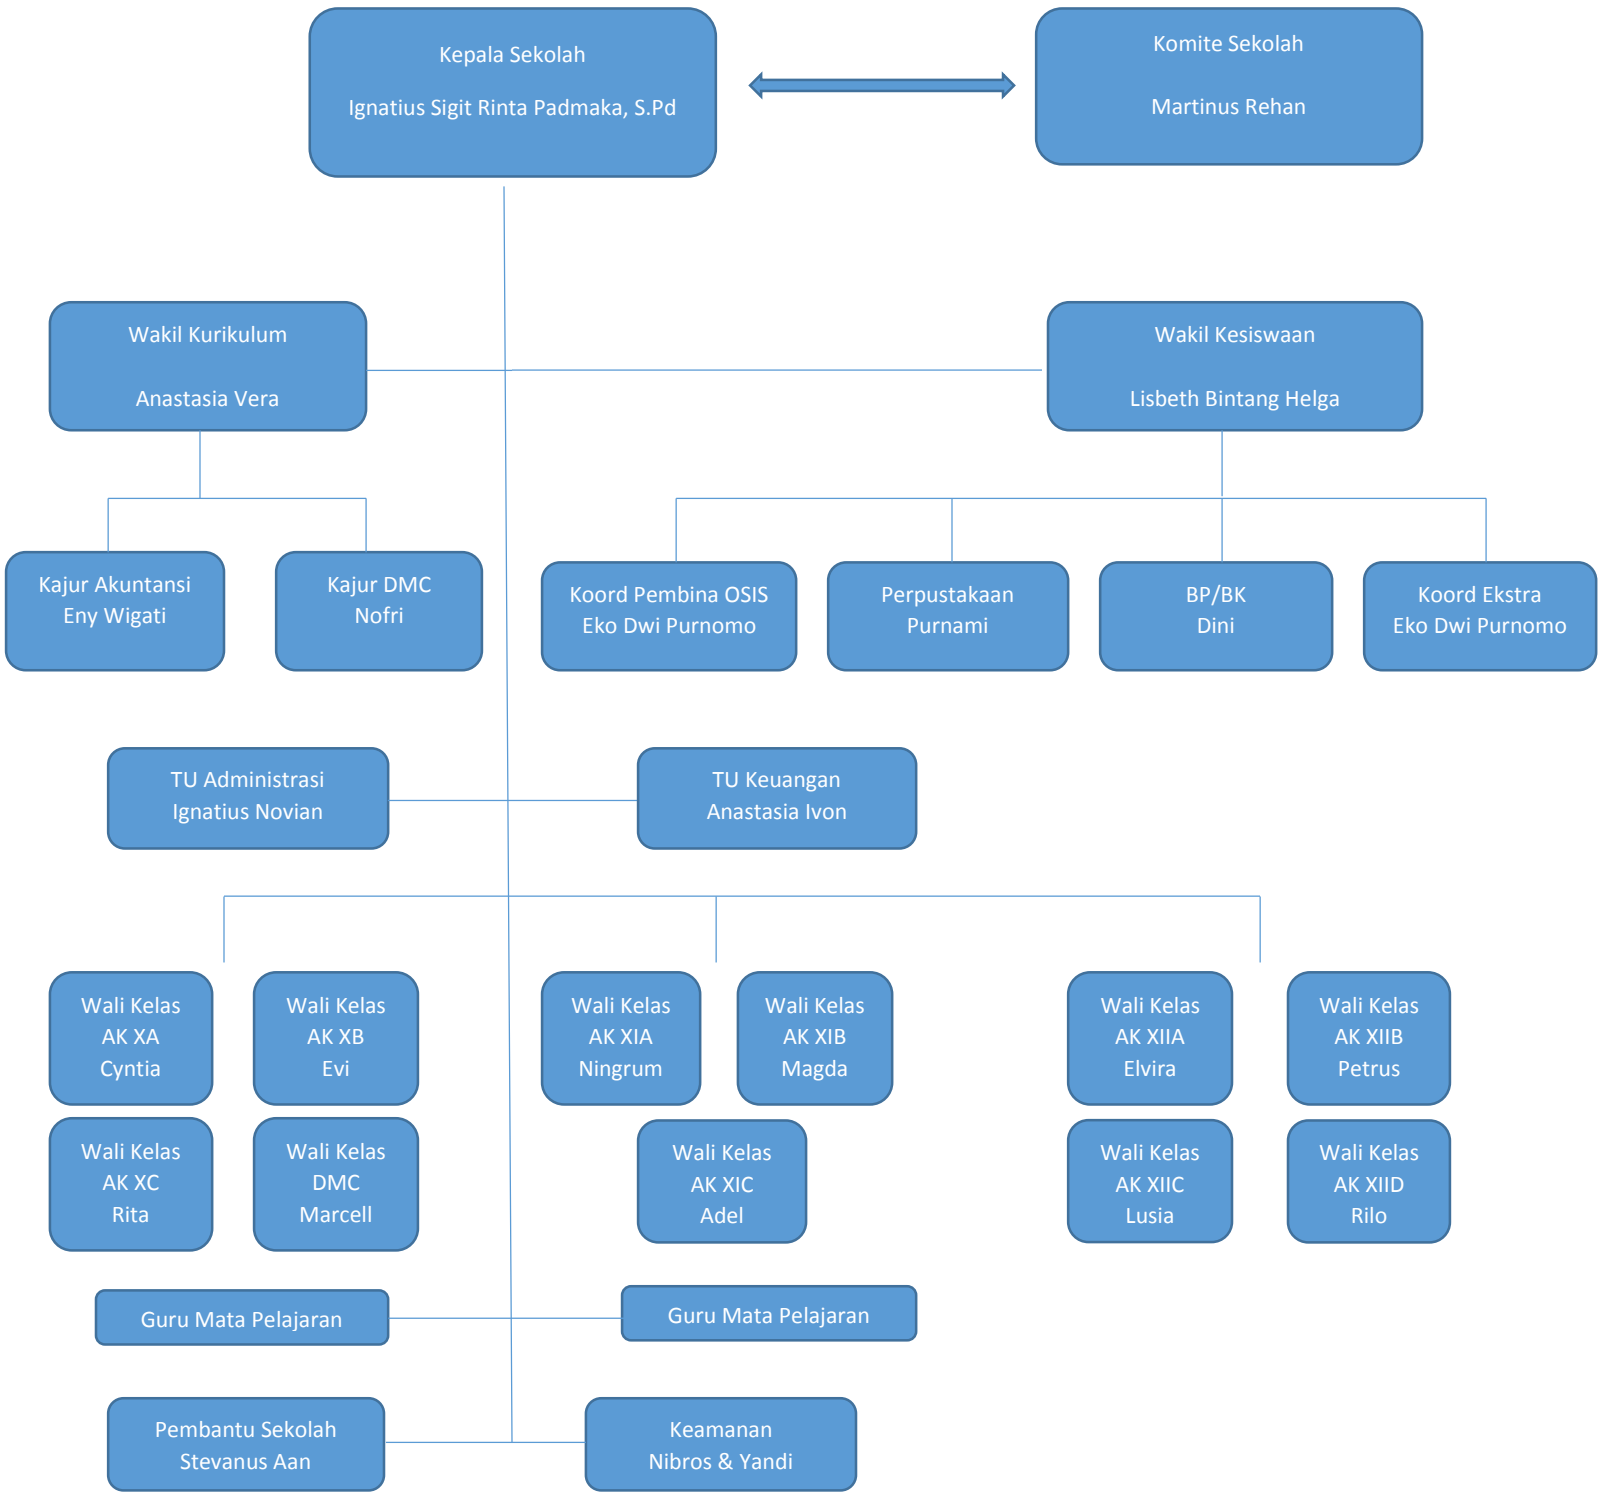 Kepala Sekolah
Ignatius Sigit Rinta Padmaka, S.Pd
Komite Sekolah
Martinus Rehan
Wakil Kurikulum
Anastasia Vera
Wakil Kesiswaan
Lisbeth Bintang Helga
Kajur Akuntansi
Eny Wigati
Kajur DMC
Nofri
Koord Pembina OSIS
Eko Dwi Purnomo
Perpustakaan
Purnami
BP/BK
Dini
Koord Ekstra
Eko Dwi Purnomo
TU Administrasi
Ignatius Novian
TU Keuangan
Anastasia Ivon
Wali Kelas
AK XA
Cyntia
Wali Kelas
AK XB
Evi
Wali Kelas
AK XIA
Ningrum
Wali Kelas
AK XIB
Magda
Wali Kelas
AK XIIA
Elvira
Wali Kelas
AK XIIB
Petrus
Wali Kelas
AK XC
Rita
Wali Kelas
DMC
Marcell
Wali Kelas
AK XIC
Adel
Wali Kelas
AK XIIC
Lusia
Wali Kelas
AK XIID
Rilo
Guru Mata Pelajaran
Guru Mata Pelajaran
Pembantu Sekolah
Stevanus Aan
Keamanan
Nibros & Yandi